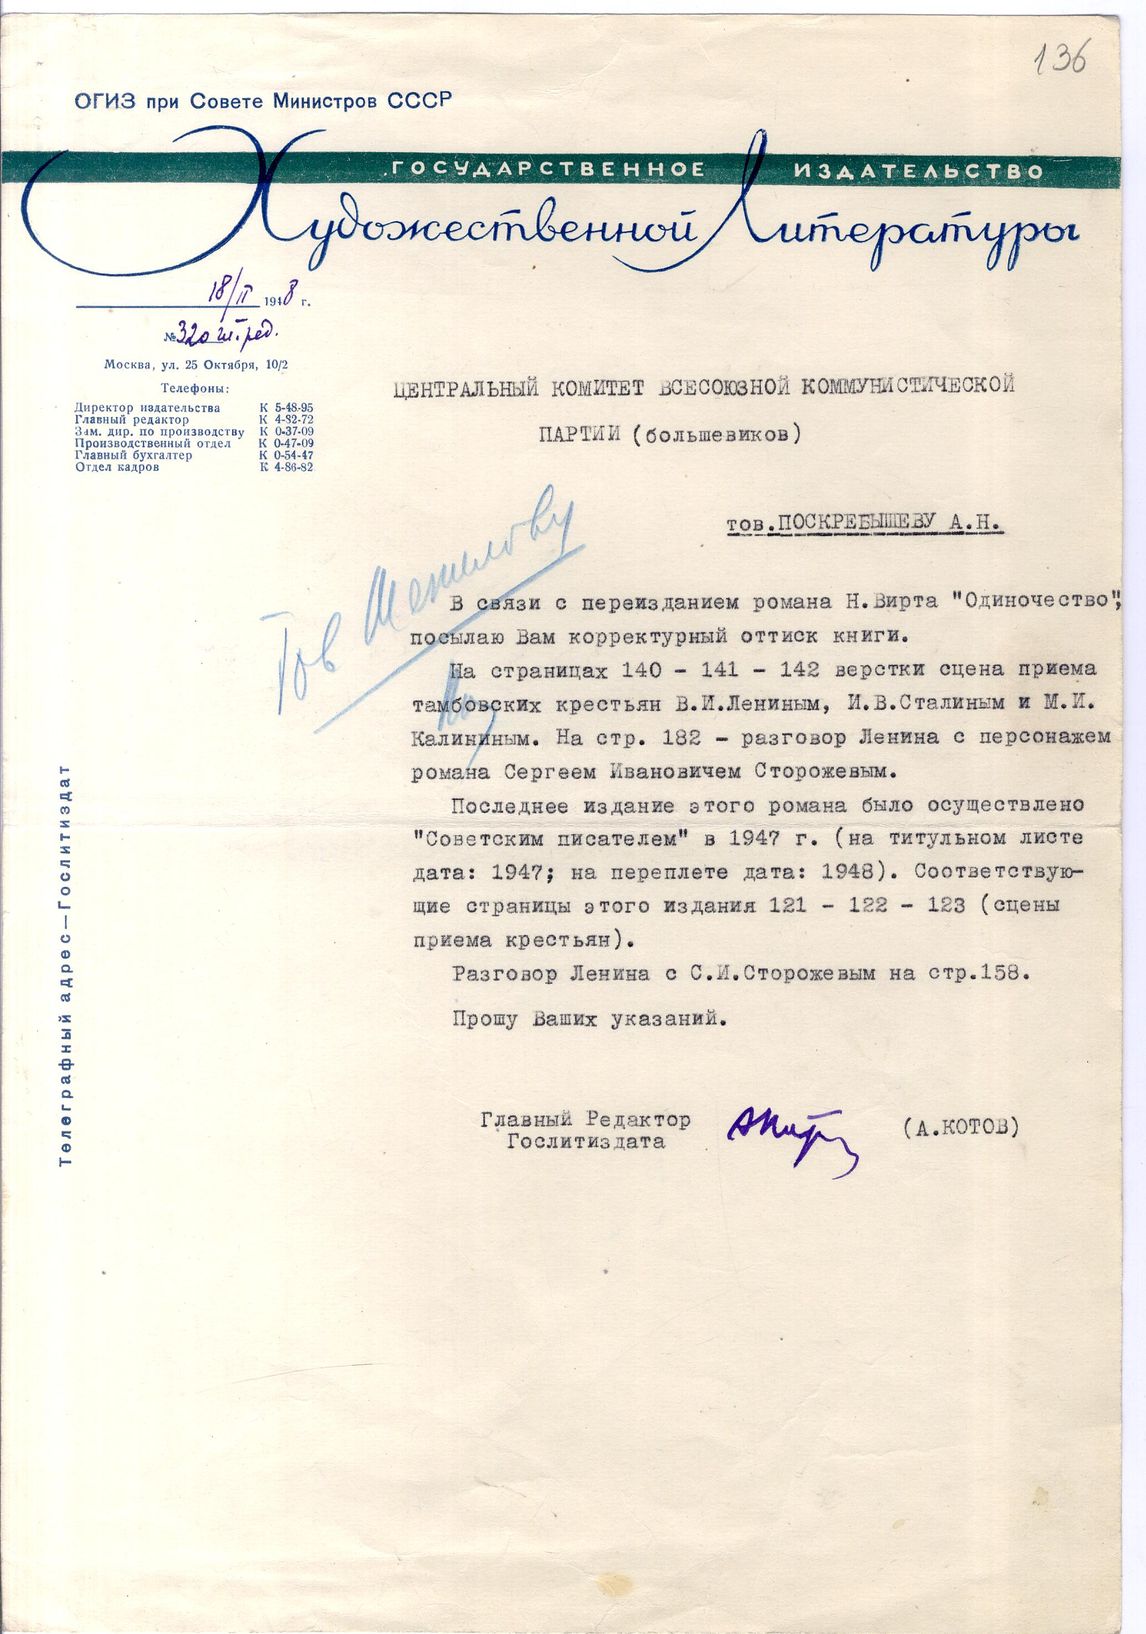 136
ОГИЗ при Совете Министров СССР
ГОСУДАРСТВЕННОЕ ИЗДАТЕЛЬСТВО
Художественной Литературы
18/II 1948 г.
№ 320 гл. ред.
Москва, ул. 25 Октября, 10/2
Телефоны:
Директор издательства К 5-48-95
Главный редактор К 4-82-72
Зам. дир. по производству К 0-37-09
Производственный отдел К 0-47-09
Главный бухгалтер К 0-54-47
Отдел кадров К 4-86-82
ЦЕНТРАЛЬНЫЙ КОМИТЕТ ВСЕСОЮЗНОЙ КОММУНИСТИЧЕСКОЙ
ПАРТИИ (большевиков)
тов.ПОСКРЕБЫШЕВУ А.Н.
Тов Шепилову
В связи с переизданием романа Н.Вирта "Одиночество",
посылаю Вам корректурный оттиск книги.
На страницах 140 - 141 - 142 верстки сцена приема
тамбовских крестьян В.И.Лениным, И.В.Сталиным и М.И.
Калининым. На стр. 182 - разговор Ленина с персонажем
романа Сергеем Ивановичем Сторожевым.
Последнее издание этого романа было осуществлено
"Советским писателем" в 1947 г. (на титульном листе
дата: 1947; на переплете дата: 1948). Соответствую-
щие страницы этого издания 121 - 122 - 123 (сцены
приема крестьян).
Разговор Ленина с С.И.Сторожевым на стр.158.
Прошу Ваших указаний.
Главный Редактор
Гослитиздата
(А.КОТОВ)
Телеграфный адрес—Гослитиздат